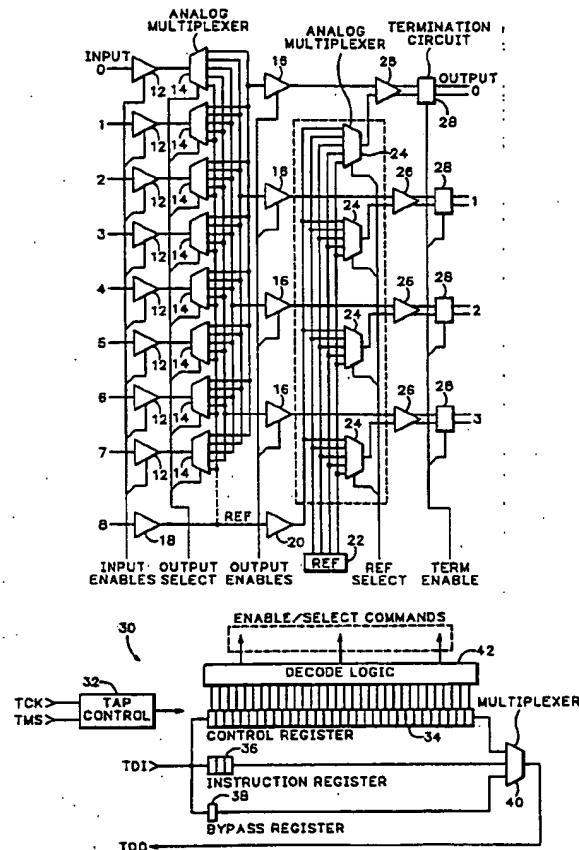 ANALOG
MULTIPLEXER
ANALOG
MULTIPLEXER
TERMINATION
CIRCUIT
INPUT
0
12
14
16
26
OUTPUT
0
28
1
12
14
24
2
12
14
16
26
28
1
3
12
14
24
4
12
14
16
26
28
2
5
12
14
24
6
12
14
16
26
28
3
7
12
14
24
8
18
REF
20
REF
22
INPUT
ENABLES
OUTPUT
SELECT
OUTPUT
ENABLES
REF
SELECT
TERM
ENABLE
30
ENABLE/SELECT COMMANDS
42
DECODE LOGIC
32
TCK
TMS
TAP
CONTROL
MULTIPLEXER
CONTROL REGISTER
34
TDI
36
INSTRUCTION REGISTER
38
BYPASS REGISTER
40
TDO